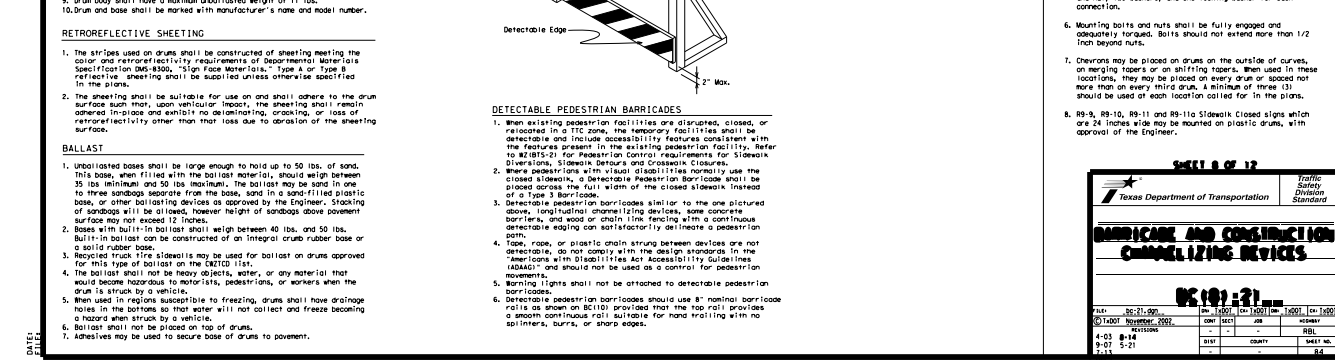 10. Drum and base shall be marked with manufacturer's name and model number.
RETROREFLECTIVE SHEETING
1. The stripes used on drums shall be constructed of sheeting meeting the
color and retroreflectivity requirements of Departmental Materials
Specification DMS-8300, "Sign Face Materials." Type A or Type B
reflective sheeting shall be supplied unless otherwise specified
in the plans.
2. The sheeting shall be suitable for use on and shall adhere to the drum
surface such that, upon vehicular impact, the sheeting shall remain
adhered in-place and exhibit no delaminating, cracking, or loss of
retroreflectivity other than that loss due to abrasion of the sheeting
surface.
BALLAST
1. Unballasted bases shall be large enough to hold up to 50 lbs. of sand.
This base, when filled with the ballast material, should weigh between
35 lbs (minimum) and 50 lbs (maximum). The ballast may be sand in one
to three sandbags separate from the base, sand in a sand-filled plastic
base, or other ballasting devices as approved by the Engineer. Stacking
of sandbags will be allowed, however height of sandbags above pavement
surface may not exceed 12 inches.
2. Bases with built-in ballast shall weigh between 40 lbs. and 50 lbs.
Built-in ballast can be constructed of an integral crumb rubber base or
a solid rubber base.
3. Recycled truck tire sidewalls may be used for ballast on drums approved
for this type of ballast on the CWZTCD list.
4. The ballast shall not be heavy objects, water, or any material that
would become hazardous to motorists, pedestrians, or workers when the
drum is struck by a vehicle.
5. When used in regions susceptible to freezing, drums shall have drainage
holes in the bottoms so that water will not collect and freeze becoming
a hazard when struck by a vehicle.
6. Ballast shall not be placed on top of drums.
7. Adhesives may be used to secure base of drums to pavement.
DATE:
FILE:
Detectable Edge
2" Max.
DETECTABLE PEDESTRIAN BARRICADES
1. When existing pedestrian facilities are disrupted, closed, or
relocated in a TTC zone, the temporary facilities shall be
detectable and include accessibility features consistent with
the features present in the existing pedestrian facility. Refer
to WZ(BTS-2) for Pedestrian Control requirements for Sidewalk
Diversions, Sidewalk Detours and Crosswalk Closures.
2. Where pedestrians with visual disabilities normally use the
closed sidewalk, a Detectable Pedestrian Barricade shall be
placed across the full width of the closed sidewalk instead
of a Type 3 Barricade.
3. Detectable pedestrian barricades similar to the one pictured
above, longitudinal channelizing devices, some concrete
barriers, and wood or chain link fencing with a continuous
detectable edging can satisfactorily delineate a pedestrian
path.
4. Tape, rope, or plastic chain strung between devices are not
detectable, do not comply with the design standards in the
"Americans with Disabilities Act Accessibility Guidelines
(ADAAG)" and should not be used as a control for pedestrian
movements.
5. Warning lights shall not be attached to detectable pedestrian
barricades.
6. Detectable pedestrian barricades should use 8" nominal barricade
rails as shown on BC(10) provided that the top rail provides
a smooth continuous rail suitable for hand trailing with no
splinters, burrs, or sharp edges.
connection.
6. Mounting bolts and nuts shall be fully engaged and
adequately torqued. Bolts should not extend more than 1/2
inch beyond nuts.
7. Chevrons may be placed on drums on the outside of curves,
on merging tapers or on shifting tapers. When used in these
locations, they may be placed on every drum or spaced not
more than on every third drum. A minimum of three (3)
should be used at each location called for in the plans.
8. R9-9, R9-10, R9-11 and R9-11a Sidewalk Closed signs which
are 24 inches wide may be mounted on plastic drums, with
approval of the Engineer.
SHEET 8 OF 12
Texas Department of Transportation
Traffic
Safety
Division
Standard
BARRICADE AND CONSTRUCTION
CHANNELIZING DEVICES
BC(8)-21
FILE: bc-21.dgn DN: TxDOT CK: TxDOT DW: TxDOT CK: TxDOT
© TxDOT November 2002 CONT SECT JOB HIGHWAY
REVISIONS - - - RBL
4-03 8-14 DIST COUNTY SHEET NO.
9-07 5-21
7-13 - - 84